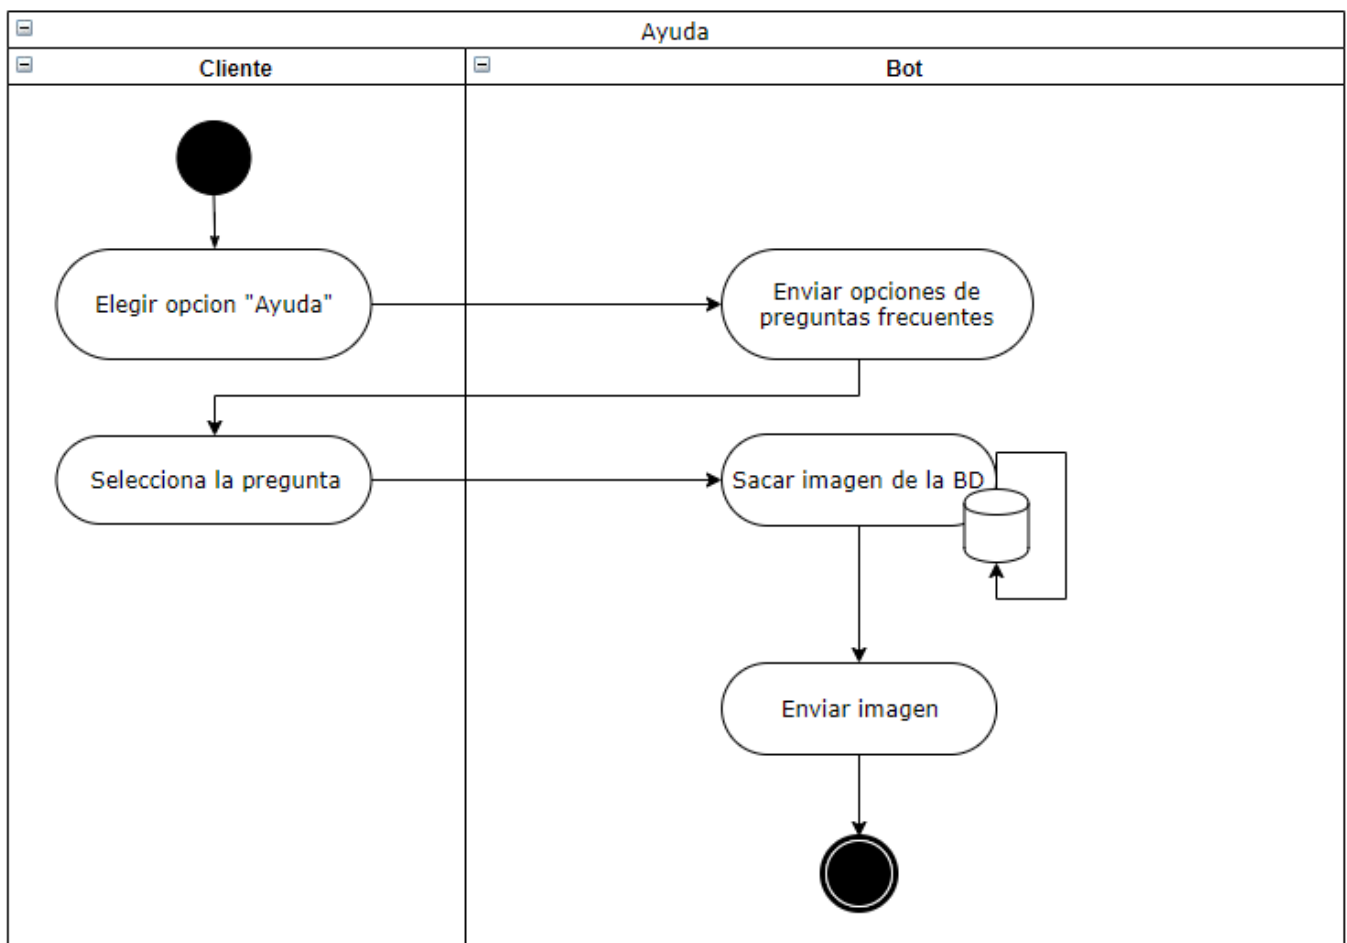 Ayuda
Cliente
Bot
Elegir opcion "Ayuda"
Enviar opciones de
preguntas frecuentes
Selecciona la pregunta
Sacar imagen de la BD
Enviar imagen